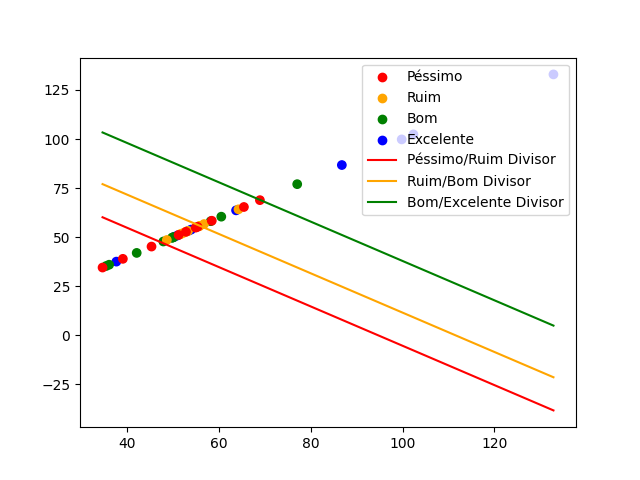 Péssimo
Ruim
Bom
Excelente
Péssimo/Ruim Divisor
Ruim/Bom Divisor
Bom/Excelente Divisor
125
100
75
50
25
0
−25
40
60
80
100
120